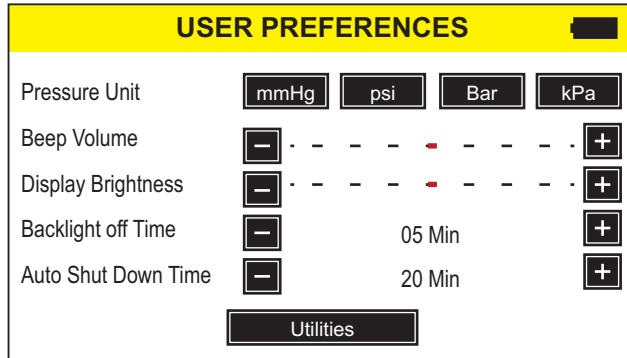 USER PREFERENCES
Pressure Unit mmHg psi Bar kPa
Beep Volume − +
Display Brightness − +
Backlight off Time − 05 Min +
Auto Shut Down Time − 20 Min +
Utilities